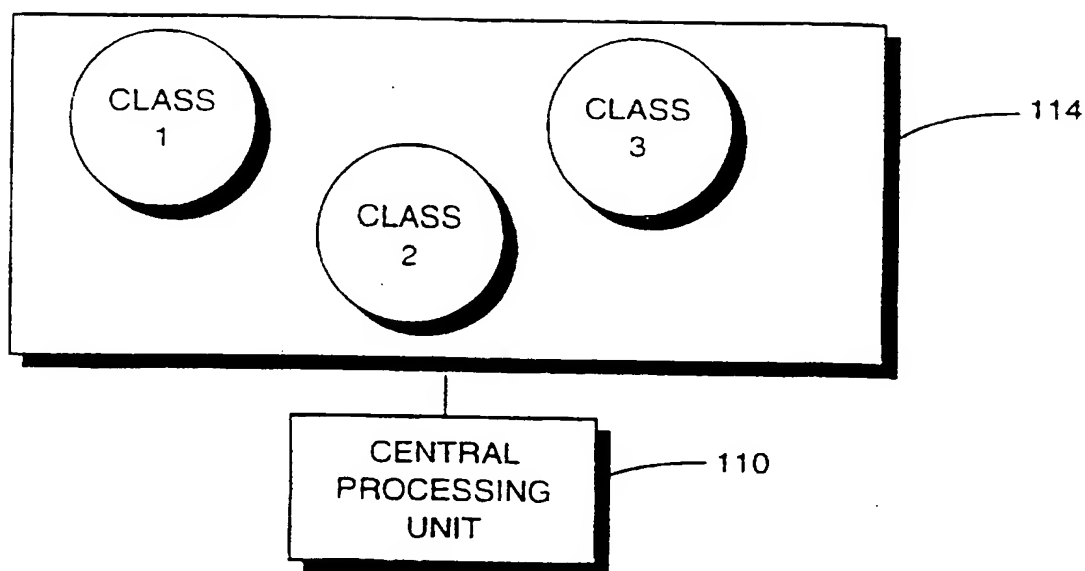 CLASS
1
CLASS
2
CLASS
3
114
CENTRAL
PROCESSING
UNIT
110